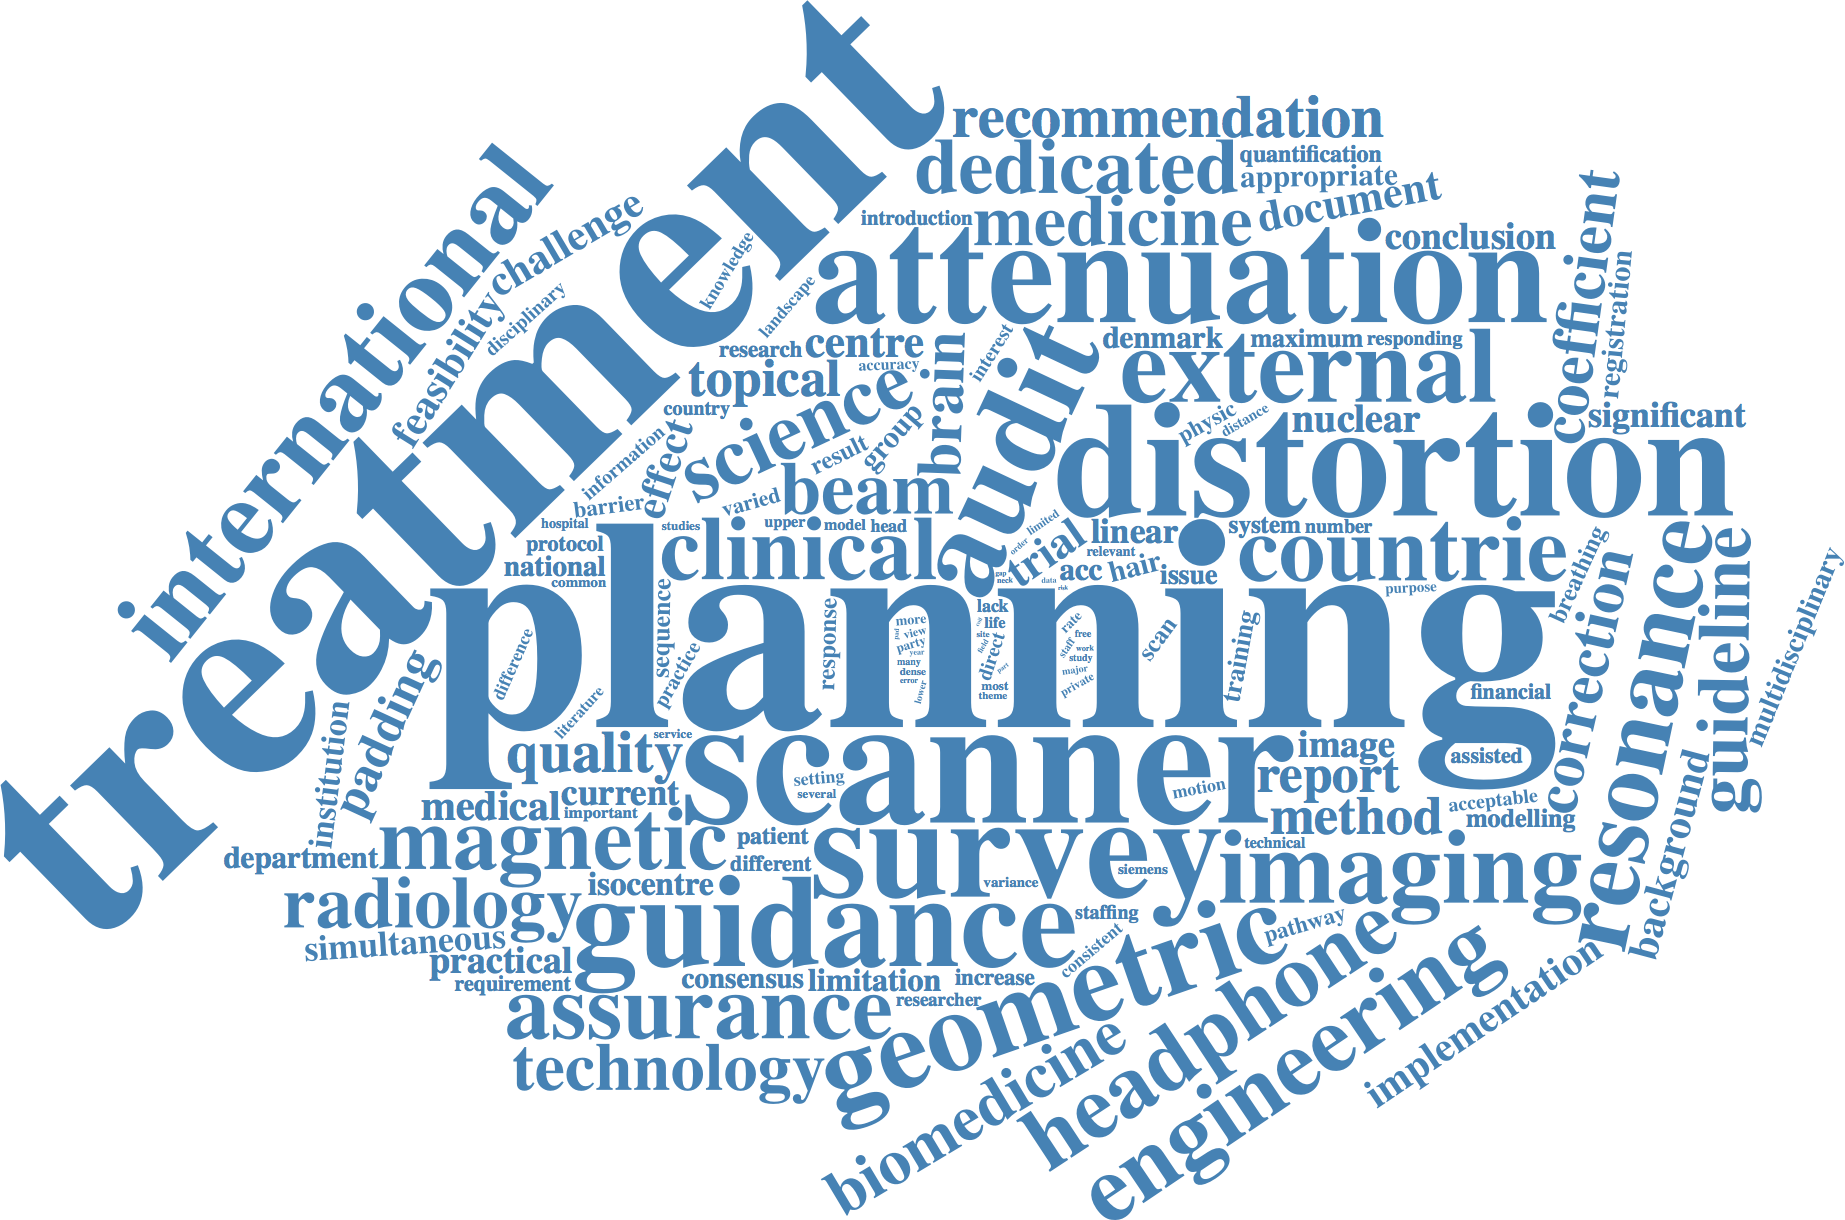 treatment
planning
international
recommendation
dedicated
quantification
appropriate
introduction
medicine
document
attenuation
conclusion
coefficient
registration
challenge
feasibility
disciplinary
knowledge
landscape
research
centre
accuracy
interest
denmark
maximum
responding
external
topical
country
science
brain
audit
physic
distance
nuclear
significant
distortion
information
effect
result
group
barrier
varied
beam
hospital
studies
upper
model
head
limited
order
trial
linear
system
number
protocol
clinical
relevant
countrie
national
common
gap
neck
data
risk
acc
hair
issue
purpose
breathing
correction
resonance
guideline
multidisciplinary
sequence
practice
difference
literature
response
more
view
party
year
many
dense
error
lower
lack
life
site
field
direct
part
most
theme
rate
free
staff
work
study
major
private
scan
training
financial
assisted
institution
padding
quality
service
scanner
image
report
setting
several
motion
medical
current
important
method
acceptable
modelling
background
department
magnetic
patient
different
survey
technical
imaging
siemens
variance
radiology
isocentre
guidance
staffing
pathway
simultaneous
practical
requirement
consensus
limitation
increase
consistent
researcher
assurance
geometric
technology
headphone
biomedicine
engineering
implementation